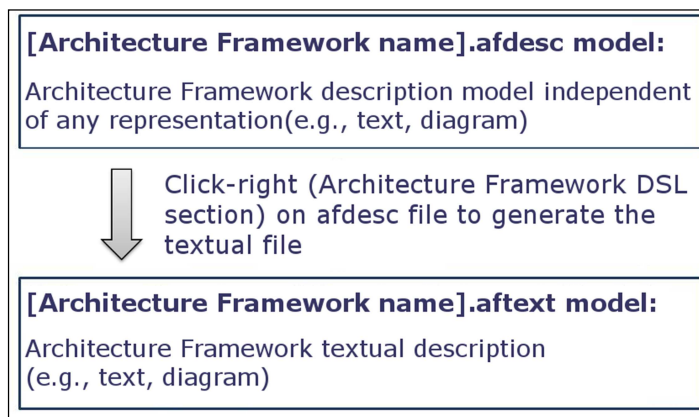 [Architecture Framework name].afdesc model:
Architecture Framework description model independent
of any representation(e.g., text, diagram)
Click-right (Architecture Framework DSL
section) on afdesc file to generate the
textual file
[Architecture Framework name].aftext model:
Architecture Framework textual description
(e.g., text, diagram)